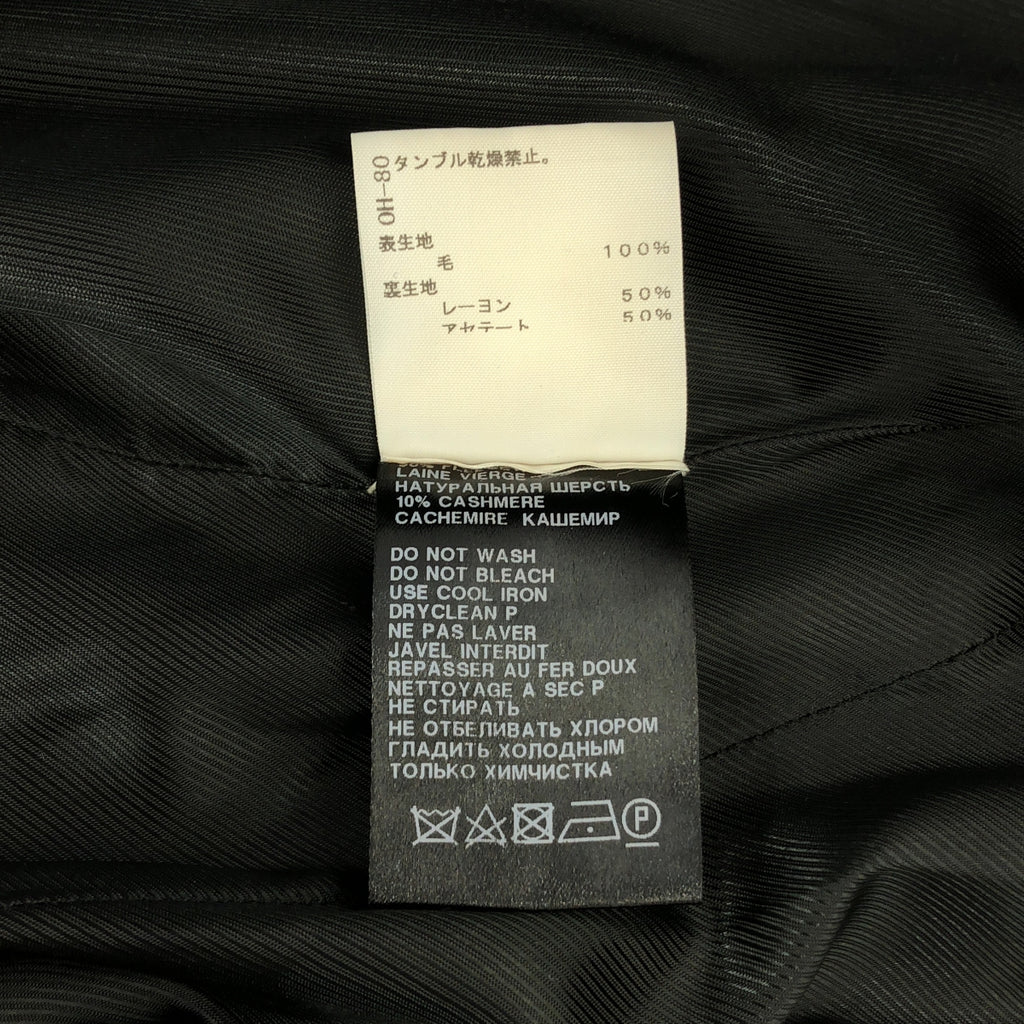 タンブル乾燥禁止。
OH-80
表生地
毛 100%
裏生地
レーヨン 50%
アセテート 50%
LAINE VIERGE
НАТУРАЛЬНАЯ ШЕРСТЬ
10% CASHMERE
CACHEMIRE КАШЕМИР
DO NOT WASH
DO NOT BLEACH
USE COOL IRON
DRYCLEAN P
NE PAS LAVER
JAVEL INTERDIT
REPASSER AU FER DOUX
NETTOYAGE A SEC P
НЕ СТИРАТЬ
НЕ ОТБЕЛИВАТЬ ХЛОРОМ
ГЛАДИТЬ ХОЛОДНЫМ
ТОЛЬКО ХИМЧИСТКА
P